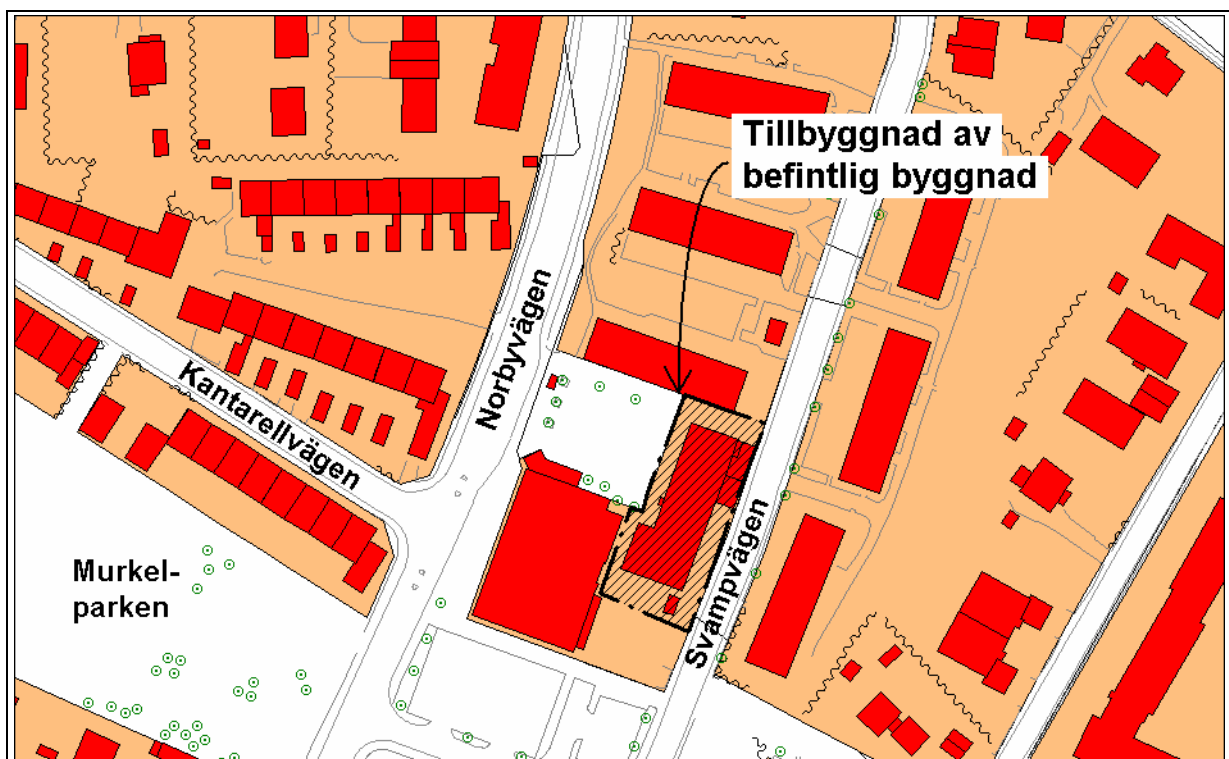 Tillbyggnad av
befintlig byggnad
Norbyvägen
Kantarellvägen
Svampvägen
Murkel-
parken